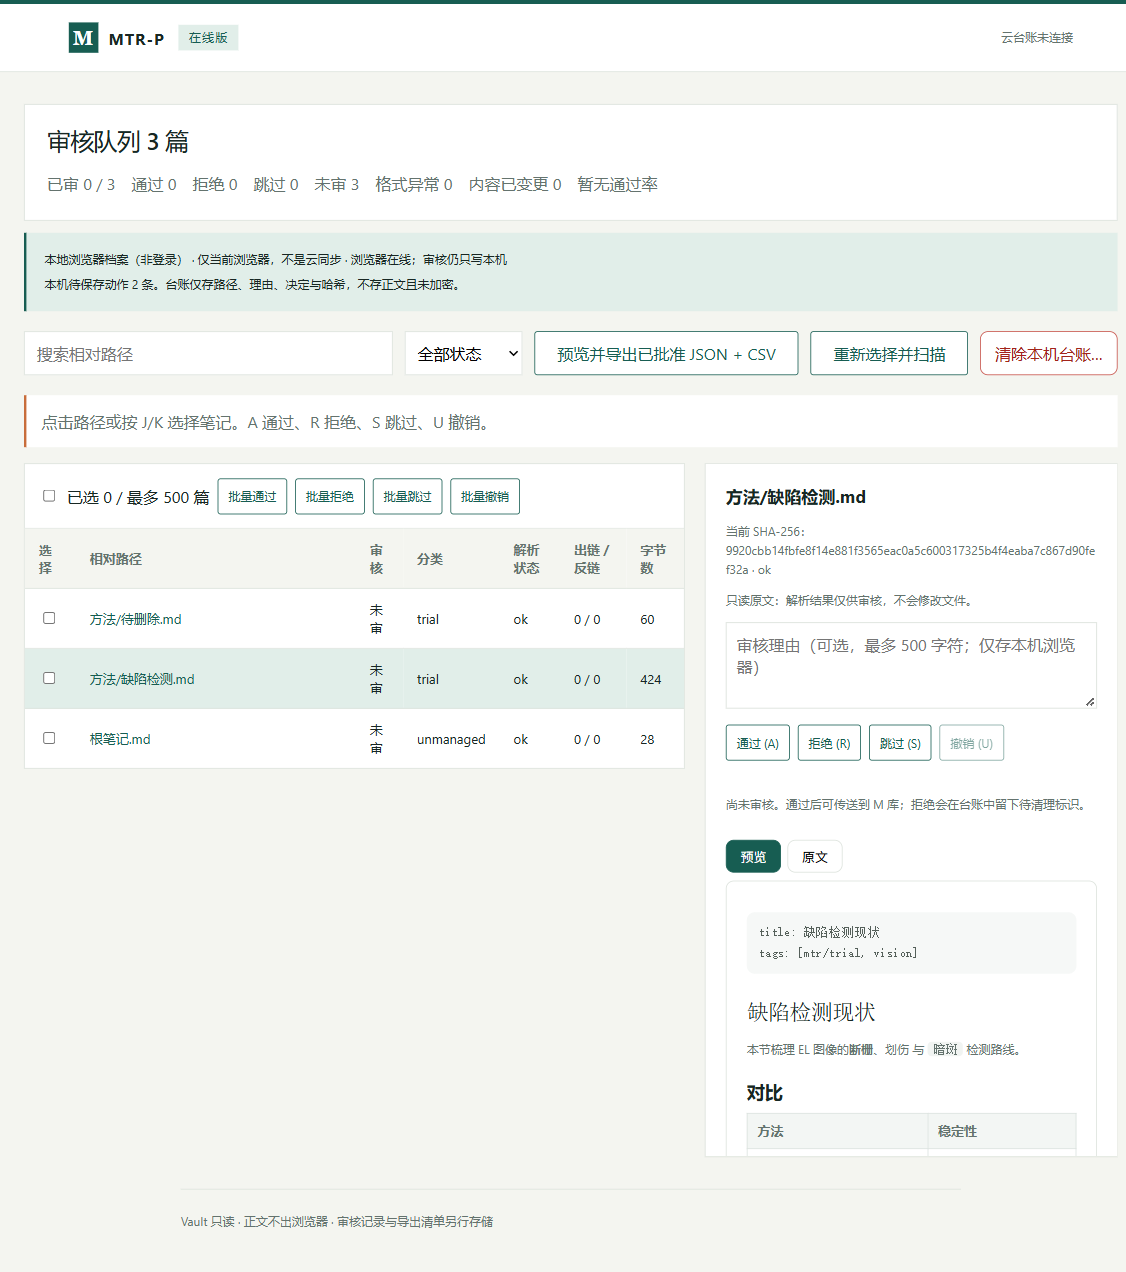 M MTR-P 在线版 云台账未连接
审核队列 3 篇
已审 0 / 3 通过 0 拒绝 0 跳过 0 未审 3 格式异常 0 内容已变更 0 暂无通过率
本地浏览器档案（非登录） · 仅当前浏览器，不是云同步 · 浏览器在线；审核仍只写本机
本机待保存动作 2 条。台账仅存路径、理由、决定与哈希，不存正文且未加密。
搜索相对路径 全部状态 预览并导出已批准 JSON + CSV 重新选择并扫描 清除本机台账...
点击路径或按 J/K 选择笔记。A 通过、R 拒绝、S 跳过、U 撤销。
已选 0 / 最多 500 篇 批量通过 批量拒绝 批量跳过 批量撤销
选择 相对路径 审核 分类 解析状态 出链 / 反链 字节数
方法/待删除.md 未审 trial ok 0 / 0 60
方法/缺陷检测.md 未审 trial ok 0 / 0 424
根笔记.md 未审 unmanaged ok 0 / 0 28
方法/缺陷检测.md
当前 SHA-256：
9920cbb14fbfe8f14e881f3565eac0a5c600317325b4f4eaba7c867d90fe
f32a · ok
只读原文：解析结果仅供审核，不会修改文件。
审核理由（可选，最多 500 字符；仅存本机浏览
器）
通过 (A) 拒绝 (R) 跳过 (S) 撤销 (U)
尚未审核。通过后可传送到 M 库；拒绝会在台账中留下待清理标识。
预览 原文
title: 缺陷检测现状
tags: [mtr/trial, vision]
缺陷检测现状
本节梳理 EL 图像的断栅、划伤 与 暗斑 检测路线。
对比
方法 稳定性
Vault 只读 · 正文不出浏览器 · 审核记录与导出清单另行存储